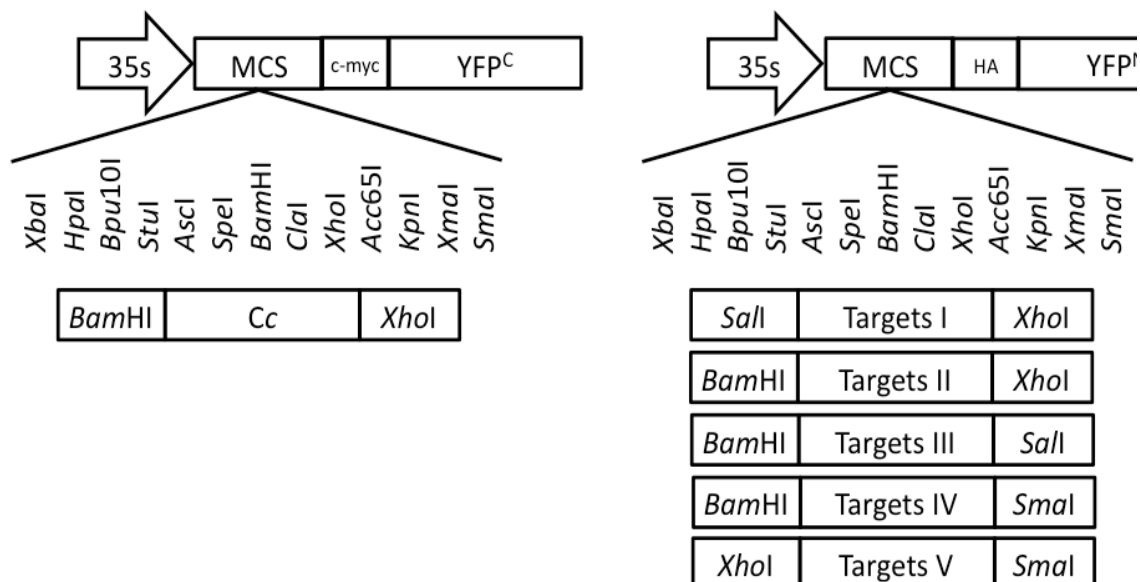 35s MCS c-myc YFPC
XbaI HpaI Bpu10I StuI AscI SpeI BamHI ClaI XhoI Acc65I KpnI XmaI SmaI
BamHI Cc XhoI
35s MCS HA YFPN
XbaI HpaI Bpu10I StuI AscI SpeI BamHI ClaI XhoI Acc65I KpnI XmaI SmaI
SalI Targets I XhoI
BamHI Targets II XhoI
BamHI Targets III SalI
BamHI Targets IV SmaI
XhoI Targets V SmaI